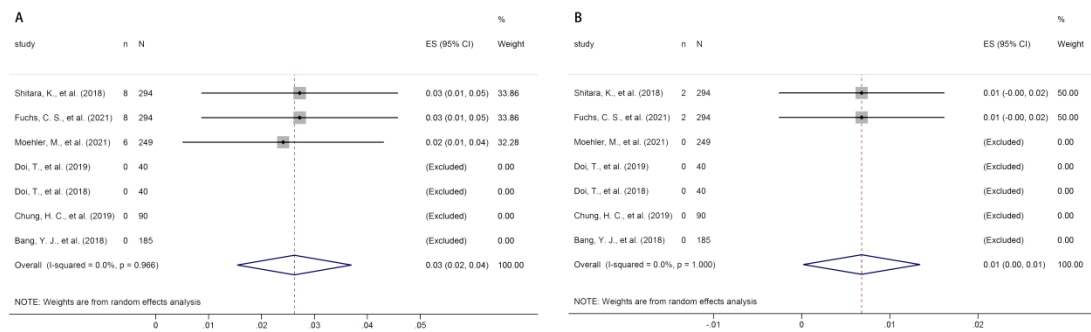 A
%
study n N ES (95% CI) Weight
Shitara, K., et al. (2018) 8 294 0.03 (0.01, 0.05) 33.86
Fuchs, C. S., et al. (2021) 8 294 0.03 (0.01, 0.05) 33.86
Moehler, M., et al. (2021) 6 249 0.02 (0.01, 0.04) 32.28
Doi, T., et al. (2019) 0 40 (Excluded) 0.00
Doi, T., et al. (2018) 0 40 (Excluded) 0.00
Chung, H. C., et al. (2019) 0 90 (Excluded) 0.00
Bang, Y. J., et al. (2018) 0 185 (Excluded) 0.00
Overall (I-squared = 0.0%, p = 0.966) 0.03 (0.02, 0.04) 100.00
NOTE: Weights are from random effects analysis
0 .01 .02 .03 .04 .05
B
%
study n N ES (95% CI) Weight
Shitara, K., et al. (2018) 2 294 0.01 (-0.00, 0.02) 50.00
Fuchs, C. S., et al. (2021) 2 294 0.01 (-0.00, 0.02) 50.00
Moehler, M., et al. (2021) 0 249 (Excluded) 0.00
Doi, T., et al. (2019) 0 40 (Excluded) 0.00
Doi, T., et al. (2018) 0 40 (Excluded) 0.00
Chung, H. C., et al. (2019) 0 90 (Excluded) 0.00
Bang, Y. J., et al. (2018) 0 185 (Excluded) 0.00
Overall (I-squared = 0.0%, p = 1.000) 0.01 (0.00, 0.01) 100.00
NOTE: Weights are from random effects analysis
-.01 0 .01 .02